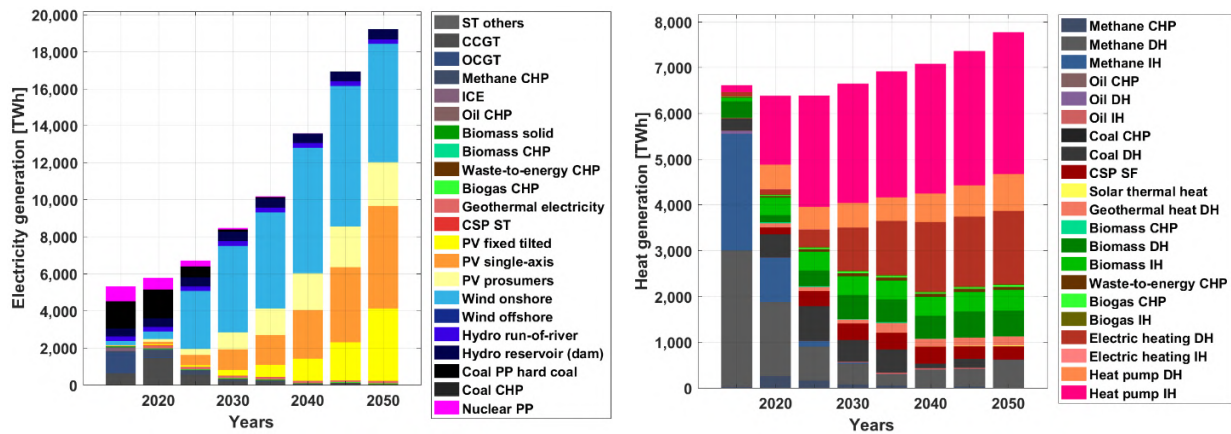 Electricity generation [TWh]
20,000
18,000
16,000
14,000
12,000
10,000
8,000
6,000
4,000
2,000
0
2020
2030
2040
2050
Years
ST others
CCGT
OCGT
Methane CHP
ICE
Oil CHP
Biomass solid
Biomass CHP
Waste-to-energy CHP
Biogas CHP
Geothermal electricity
CSP ST
PV fixed tilted
PV single-axis
PV prosumers
Wind onshore
Wind offshore
Hydro run-of-river
Hydro reservoir (dam)
Coal PP hard coal
Coal CHP
Nuclear PP
Heat generation [TWh]
8,000
7,000
6,000
5,000
4,000
3,000
2,000
1,000
0
2020
2030
2040
2050
Years
Methane CHP
Methane DH
Methane IH
Oil CHP
Oil DH
Oil IH
Coal CHP
Coal DH
CSP SF
Solar thermal heat
Geothermal heat DH
Biomass CHP
Biomass DH
Biomass IH
Waste-to-energy CHP
Biogas CHP
Biogas IH
Electric heating DH
Electric heating IH
Heat pump DH
Heat pump IH